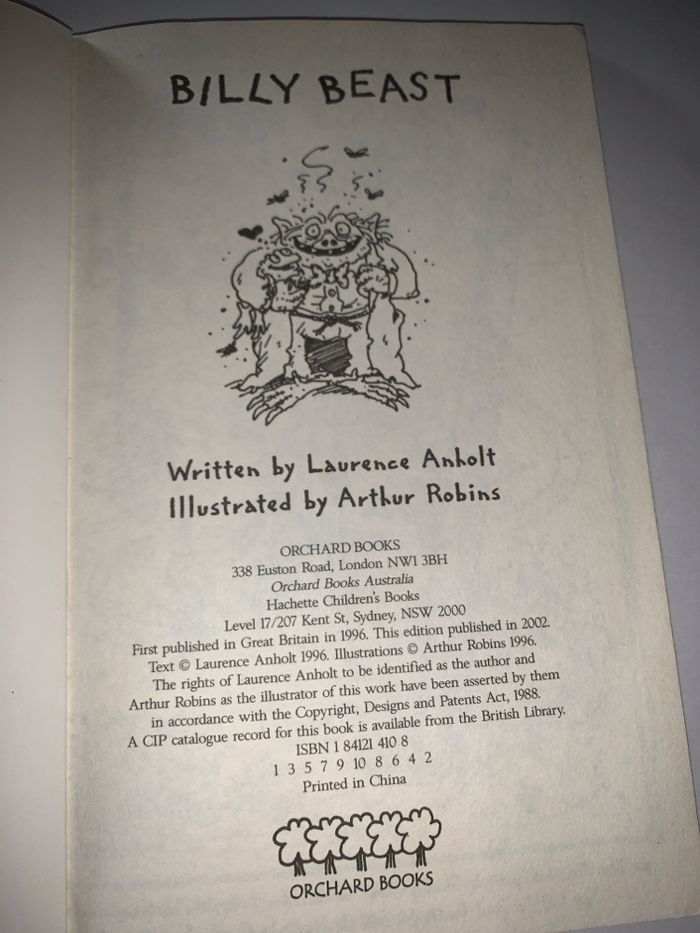 BILLY BEAST
Written by Laurence Anholt
Illustrated by Arthur Robins
ORCHARD BOOKS
338 Euston Road, London NW1 3BH
Orchard Books Australia
Hachette Children's Books
Level 17/207 Kent St, Sydney, NSW 2000
First published in Great Britain in 1996. This edition published in 2002.
Text © Laurence Anholt 1996. Illustrations © Arthur Robins 1996.
The rights of Laurence Anholt to be identified as the author and
Arthur Robins as the illustrator of this work have been asserted by them
in accordance with the Copyright, Designs and Patents Act, 1988.
A CIP catalogue record for this book is available from the British Library.
ISBN 1 84121 410 8
1 3 5 7 9 10 8 6 4 2
Printed in China
ORCHARD BOOKS